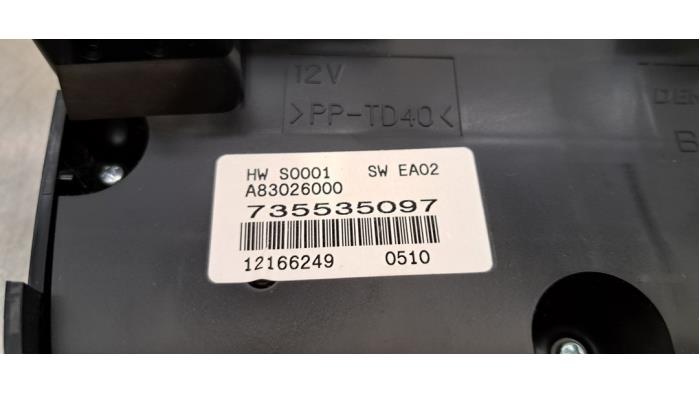 12V
>PP-TD40<
HW S0001 SW EA02
A83026000
735535097
12166249 0510